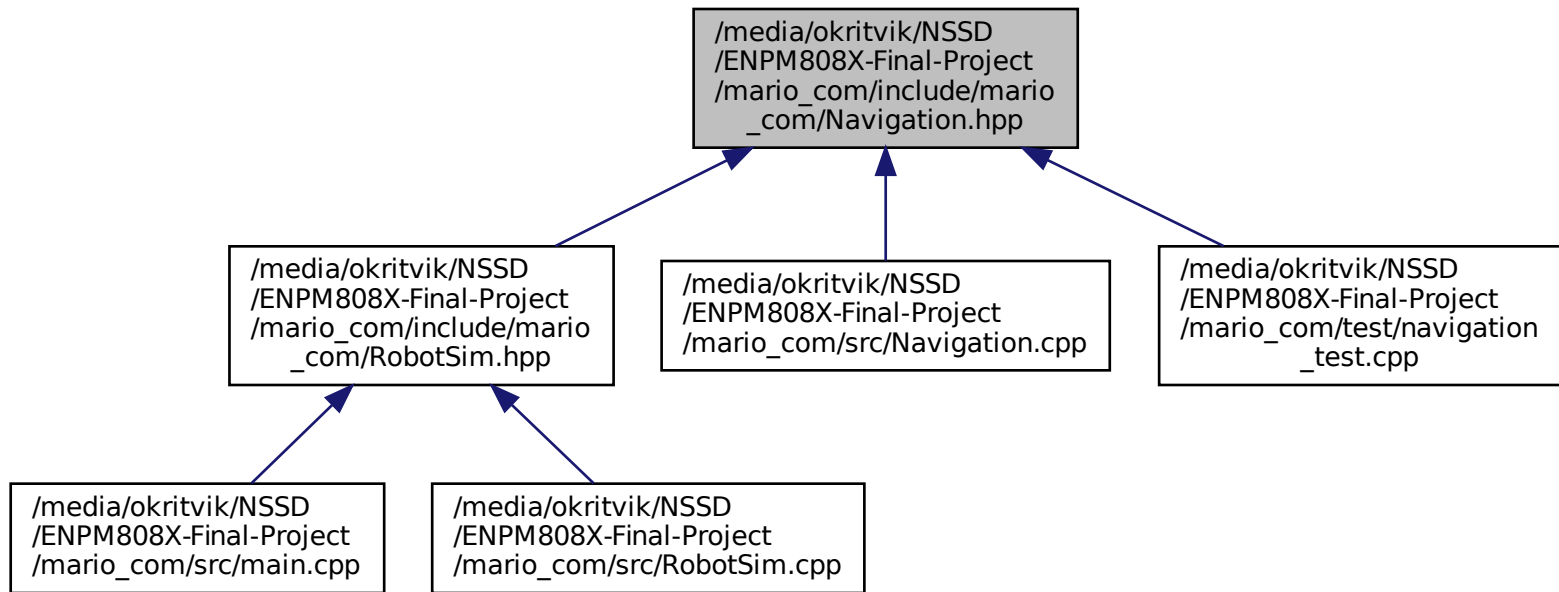 /media/okritvik/NSSD
/ENPM808X-Final-Project
/mario_com/include/mario
_com/Navigation.hpp
/media/okritvik/NSSD
/ENPM808X-Final-Project
/mario_com/include/mario
_com/RobotSim.hpp
/media/okritvik/NSSD
/ENPM808X-Final-Project
/mario_com/src/Navigation.cpp
/media/okritvik/NSSD
/ENPM808X-Final-Project
/mario_com/test/navigation
_test.cpp
/media/okritvik/NSSD
/ENPM808X-Final-Project
/mario_com/src/main.cpp
/media/okritvik/NSSD
/ENPM808X-Final-Project
/mario_com/src/RobotSim.cpp